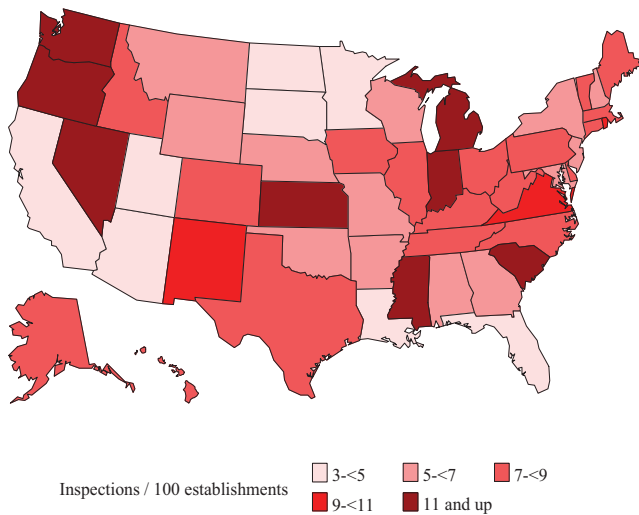 Inspections / 100 establishments
3-<5
5-<7
7-<9
9-<11
11 and up